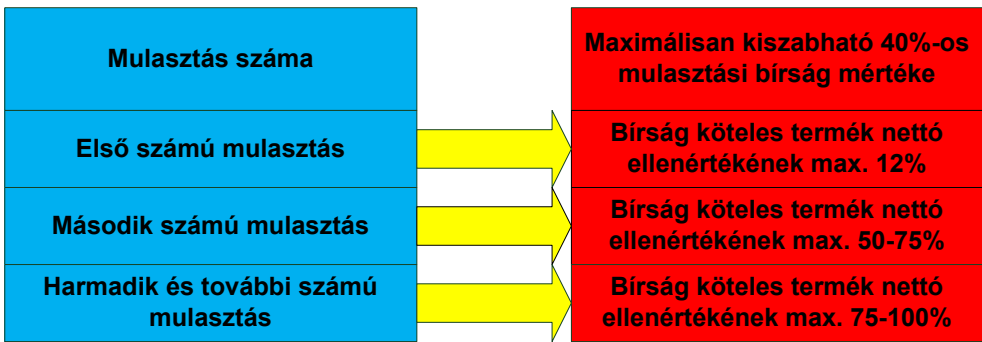 Mulasztás száma
Maximálisan kiszabható 40%-os
mulasztási bírság mértéke
Első számú mulasztás
Bírság köteles termék nettó
ellenértékének max. 12%
Második számú mulasztás
Bírság köteles termék nettó
ellenértékének max. 50-75%
Harmadik és további számú
mulasztás
Bírság köteles termék nettó
ellenértékének max. 75-100%